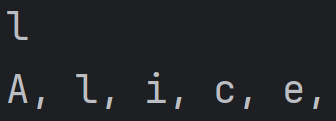 l
A, l, i, c, e,